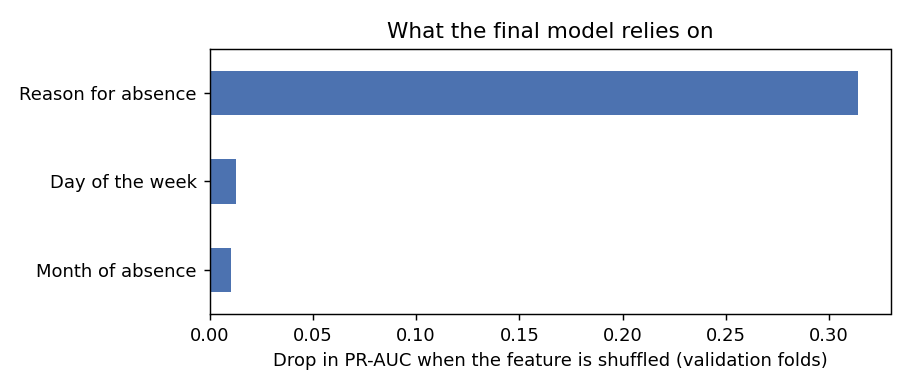 What the final model relies on
Reason for absence
Day of the week
Month of absence
0.00 0.05 0.10 0.15 0.20 0.25 0.30
Drop in PR-AUC when the feature is shuffled (validation folds)